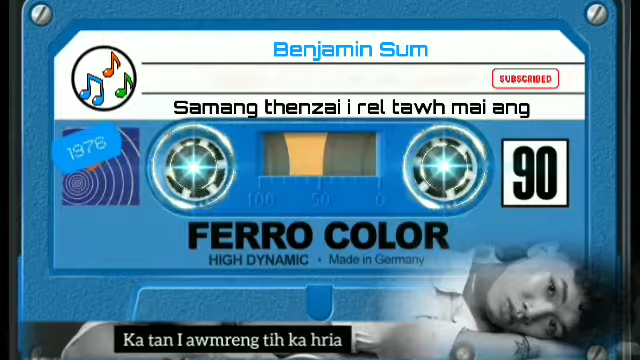 Benjamin Sum
SUBSCRIBED
Samang thenzai i rel tawh mai ang
1976
90
100 50 0
FERRO COLOR
HIGH DYNAMIC • Made in Germany
Ka tan I awmreng tih ka hria